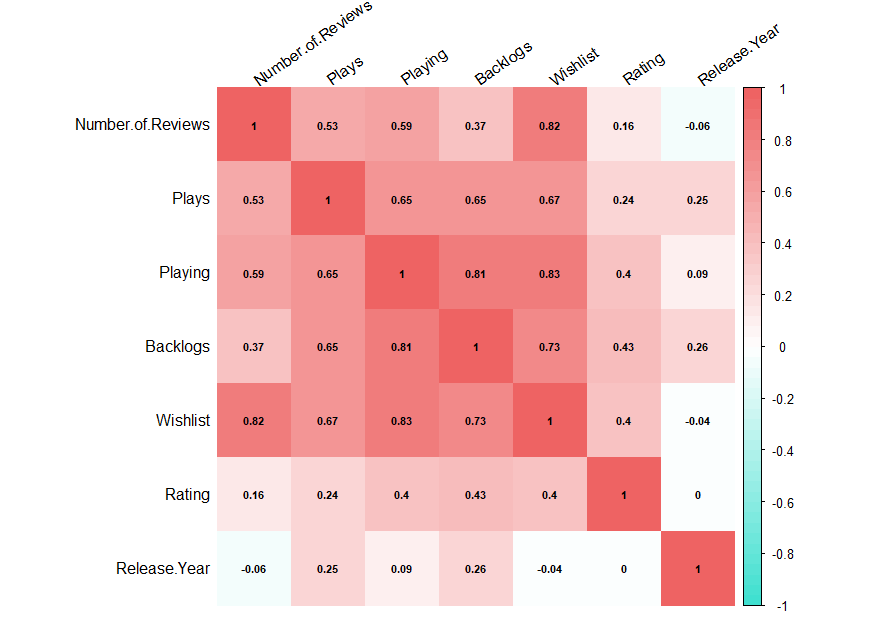 Number.of.Reviews Plays Playing Backlogs Wishlist Rating Release.Year
Number.of.Reviews 1 0.53 0.59 0.37 0.82 0.16 -0.06
Plays 0.53 1 0.65 0.65 0.67 0.24 0.25
Playing 0.59 0.65 1 0.81 0.83 0.4 0.09
Backlogs 0.37 0.65 0.81 1 0.73 0.43 0.26
Wishlist 0.82 0.67 0.83 0.73 1 0.4 -0.04
Rating 0.16 0.24 0.4 0.43 0.4 1 0
Release.Year -0.06 0.25 0.09 0.26 -0.04 0 1
1
0.8
0.6
0.4
0.2
0
-0.2
-0.4
-0.6
-0.8
-1